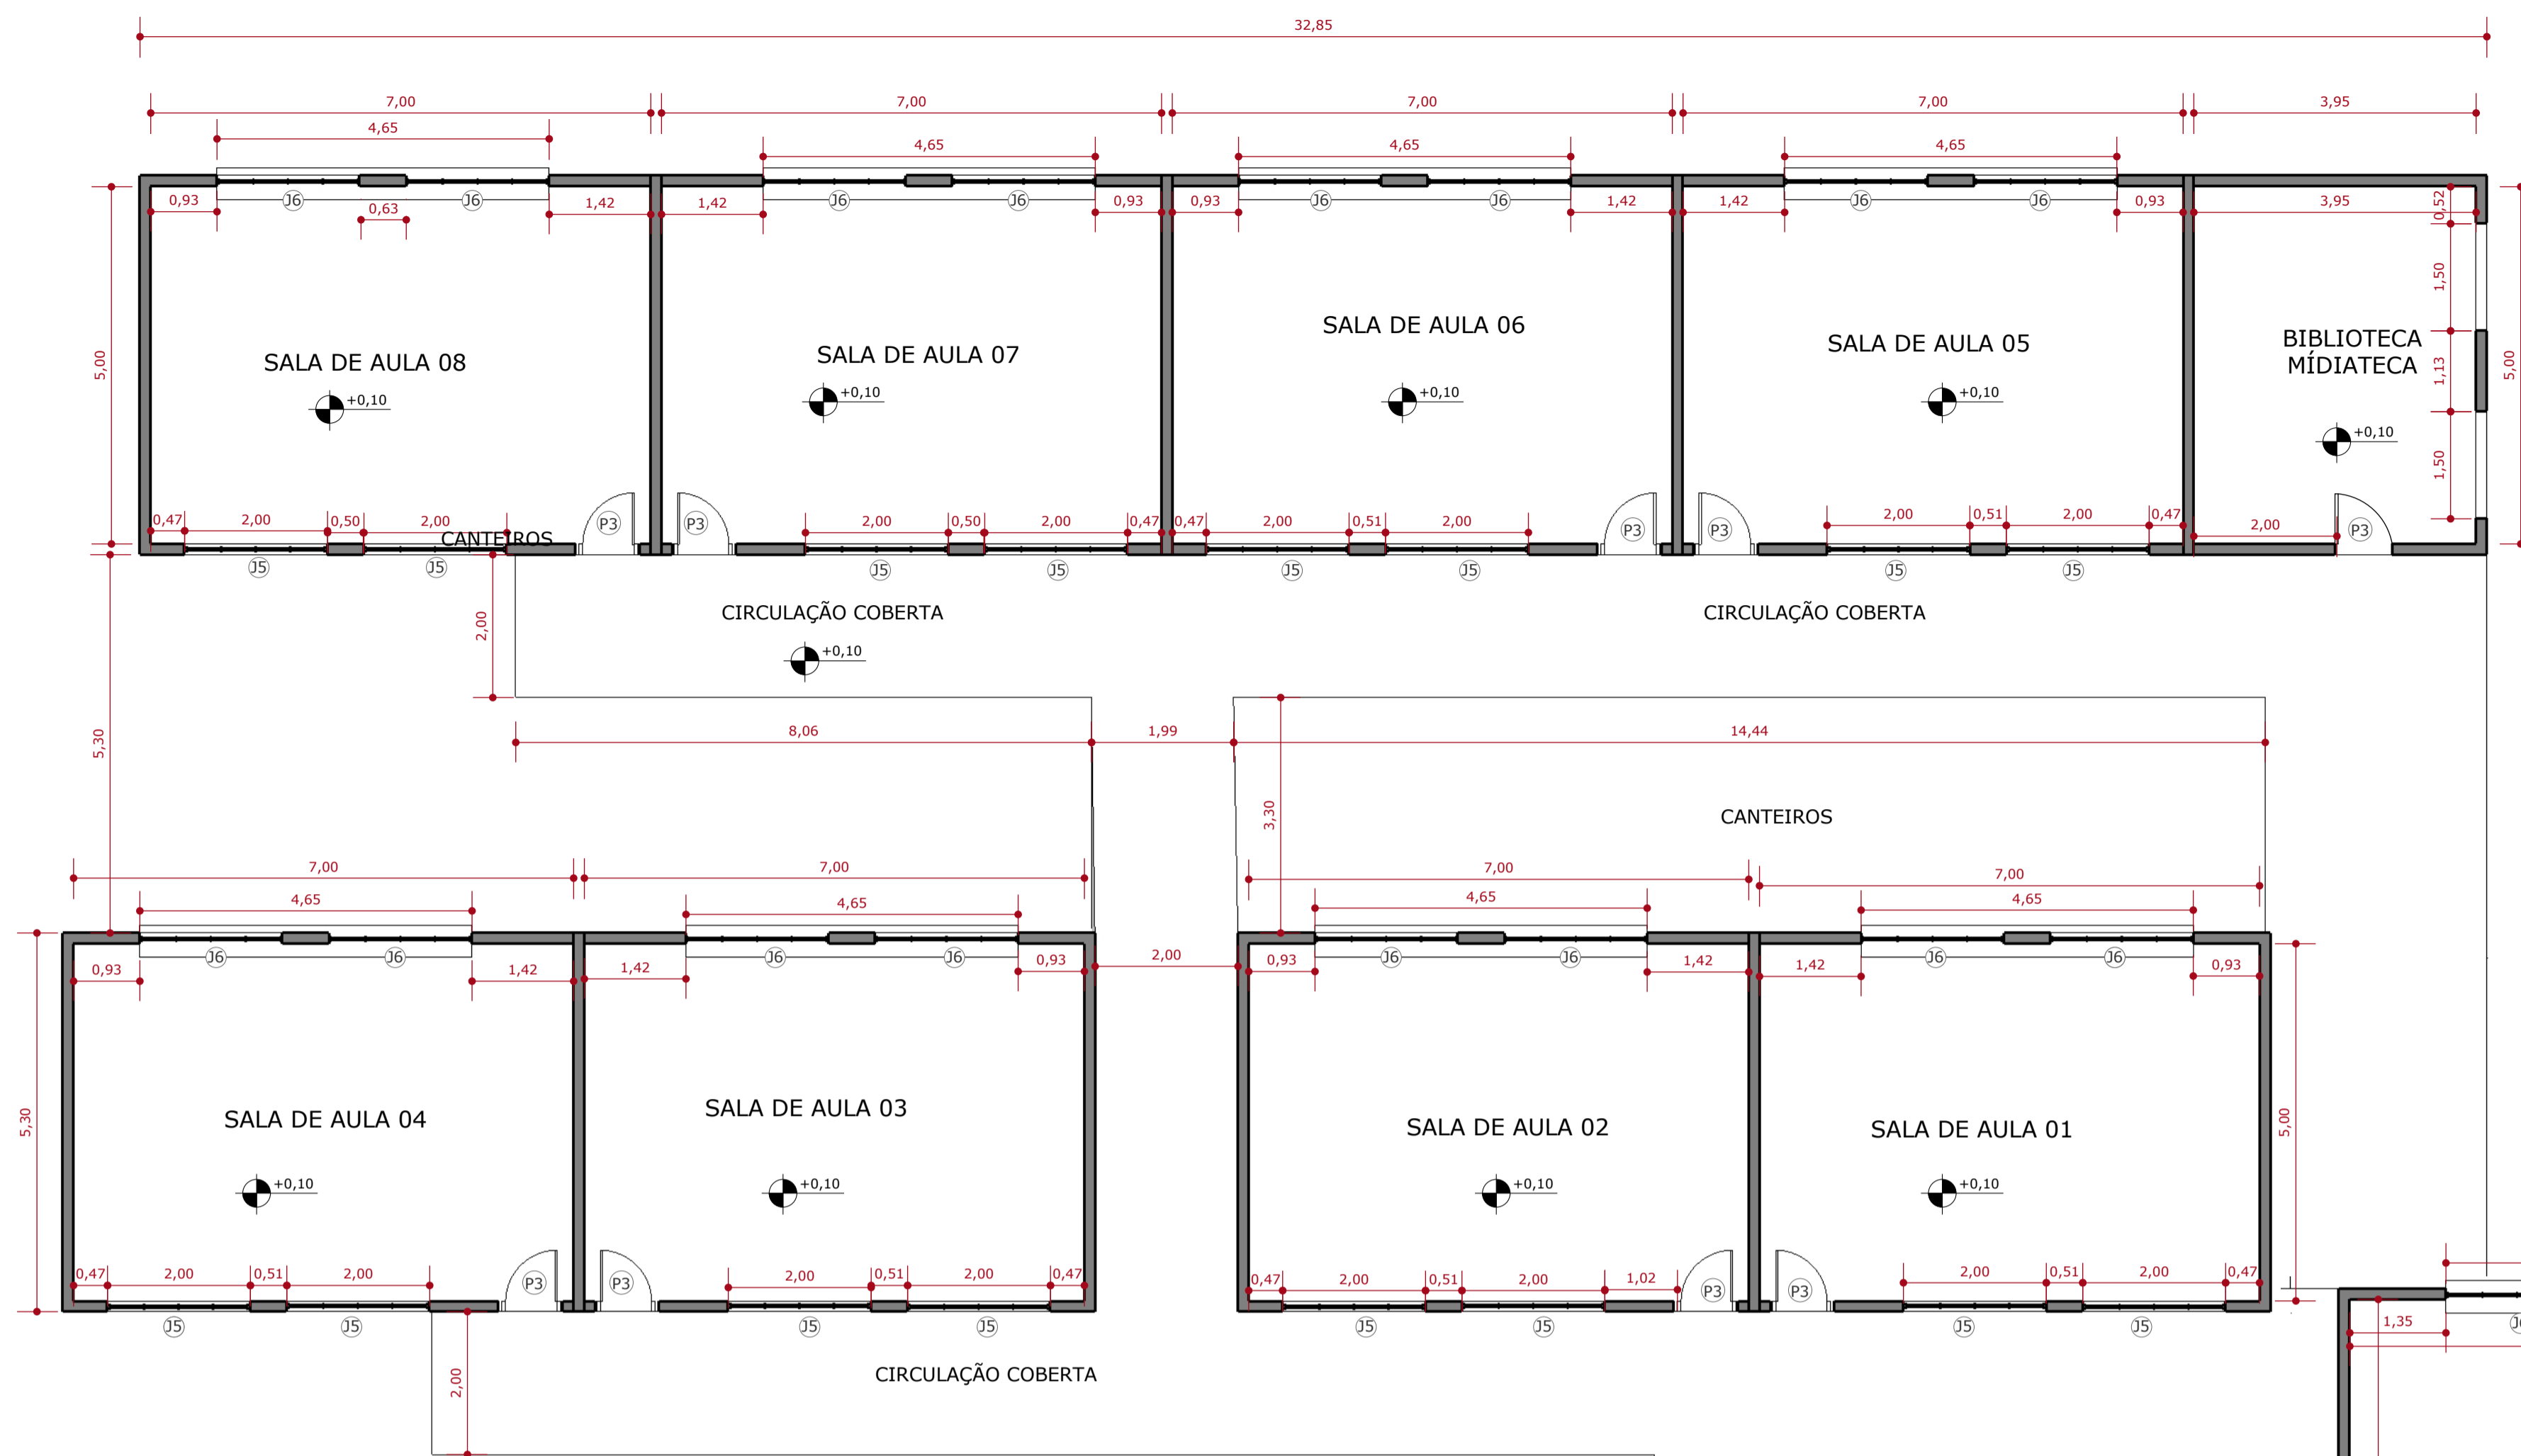 32,85
7,00 7,00 7,00 7,00 3,95
4,65 4,65 4,65 4,65
0,93 J6 0,63 J6 1,42 1,42 J6 J6 0,93 0,93 J6 J6 1,42 1,42 J6 J6 0,93 3,95 0,52
5,00
SALA DE AULA 08
+0,10
SALA DE AULA 07
+0,10
SALA DE AULA 06
+0,10
SALA DE AULA 05
+0,10
BIBLIOTECA
MÍDIATECA
+0,10
1,50
1,13
1,50
5,00
0,47 2,00 0,50 2,00 P3 P3 2,00 0,50 2,00 0,47 0,47 2,00 0,51 2,00 P3 P3 2,00 0,51 2,00 0,47 2,00 P3
CANTEIROS
J5 J5 J5 J5 J5 J5 J5 J5
2,00
CIRCULAÇÃO COBERTA
+0,10
CIRCULAÇÃO COBERTA
5,30
8,06 1,99 14,44
3,30
CANTEIROS
7,00 7,00 7,00 7,00
4,65 4,65 4,65 4,65
0,93 J6 J6 1,42 1,42 J6 J6 0,93 2,00 0,93 J6 J6 1,42 1,42 J6 J6 0,93
5,30
SALA DE AULA 04
+0,10
SALA DE AULA 03
+0,10
SALA DE AULA 02
+0,10
SALA DE AULA 01
+0,10
5,00
0,47 2,00 0,51 2,00 P3 P3 2,00 0,51 2,00 0,47 0,47 2,00 0,51 2,00 1,02 P3 P3 2,00 0,51 2,00 0,47
J5 J5 J5 J5 J5 J5 J5 J5
1,35
2,00
CIRCULAÇÃO COBERTA